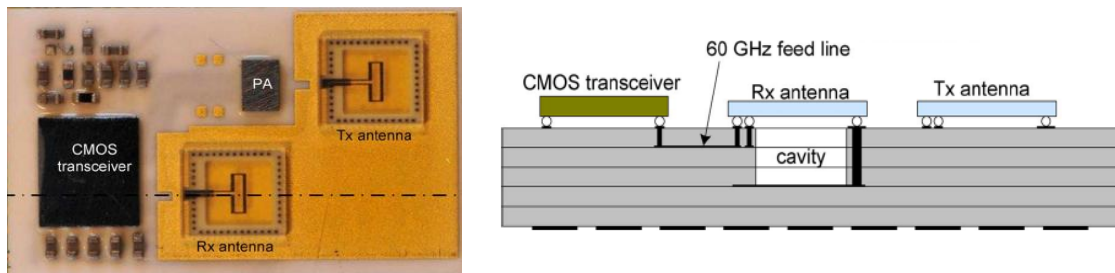 PA
Tx antenna
CMOS
transceiver
Rx antenna
60 GHz feed line
CMOS transceiver
Rx antenna
Tx antenna
cavity